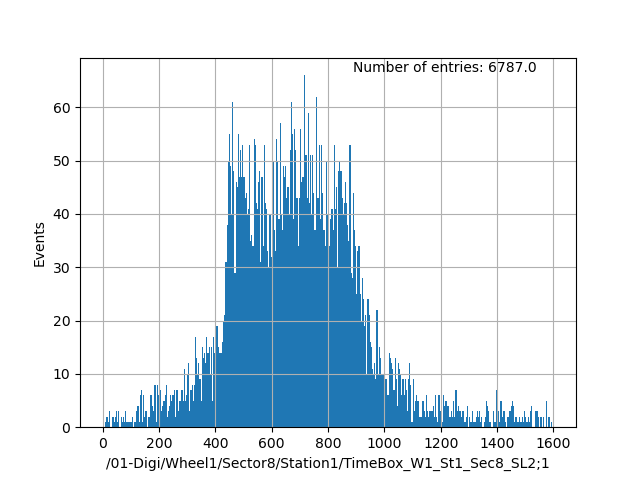 Number of entries: 6787.0
60
50
40
30
20
10
0
Events
0 200 400 600 800 1000 1200 1400 1600
/01-Digi/Wheel1/Sector8/Station1/TimeBox_W1_St1_Sec8_SL2;1